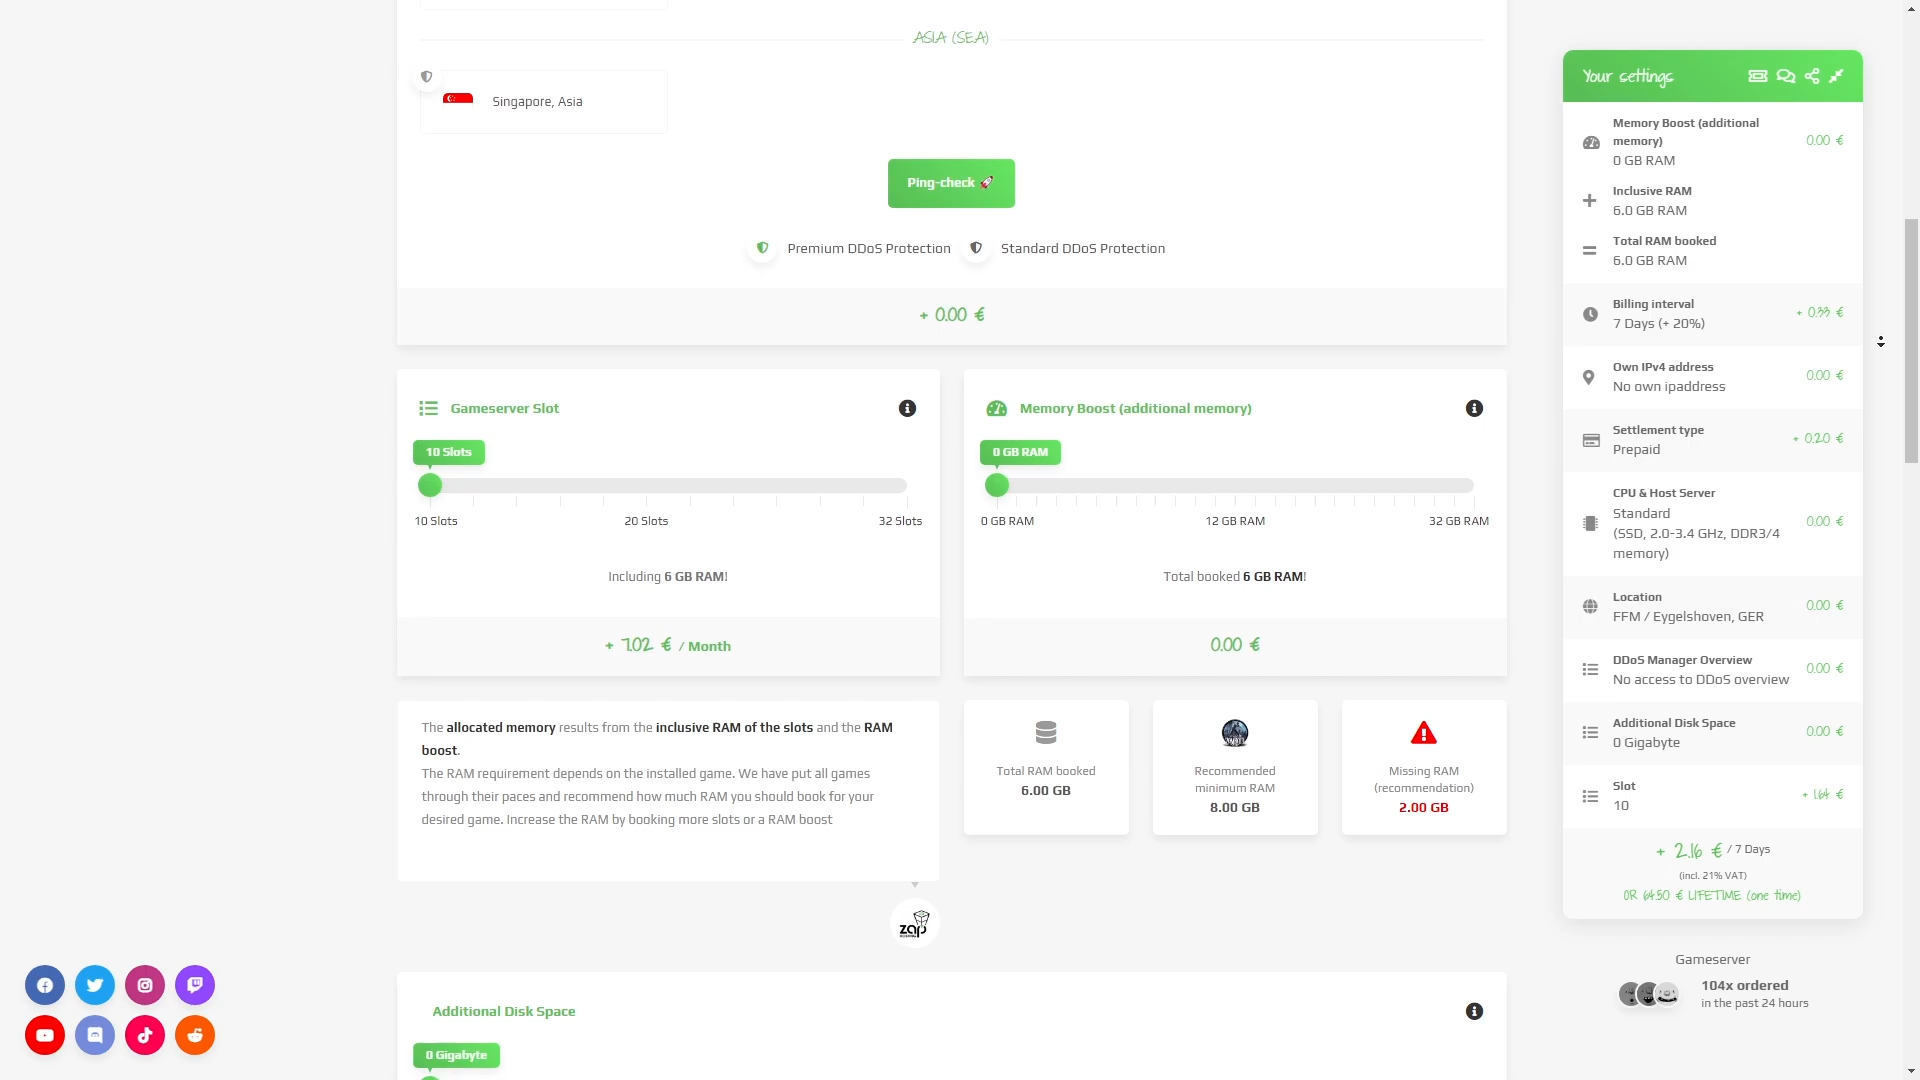 ASIA (SEA)
Singapore, Asia
Ping-check 🚀
Premium DDoS Protection
Standard DDoS Protection
+ 0.00 €
Gameserver Slot
10 Slots
10 Slots
20 Slots
32 Slots
Including 6 GB RAM!
+ 7.02 € / Month
Memory Boost (additional memory)
0 GB RAM
0 GB RAM
12 GB RAM
32 GB RAM
Total booked 6 GB RAM!
0.00 €
The allocated memory results from the inclusive RAM of the slots and the RAM
boost.
The RAM requirement depends on the installed game. We have put all games
through their paces and recommend how much RAM you should book for your
desired game. Increase the RAM by booking more slots or a RAM boost
zap
Total RAM booked
6.00 GB
Recommended
minimum RAM
8.00 GB
Missing RAM
(recommendation)
2.00 GB
Additional Disk Space
0 Gigabyte
Your settings
Memory Boost (additional
memory)
0 GB RAM
0.00 €
Inclusive RAM
6.0 GB RAM
Total RAM booked
6.0 GB RAM
Billing interval
7 Days (+ 20%)
+ 0.33 €
Own IPv4 address
No own ipaddress
0.00 €
Settlement type
Prepaid
+ 0.20 €
CPU & Host Server
Standard
(SSD, 2.0-3.4 GHz, DDR3/4
memory)
0.00 €
Location
FFM / Eygelshoven, GER
0.00 €
DDoS Manager Overview
No access to DDoS overview
0.00 €
Additional Disk Space
0 Gigabyte
0.00 €
Slot
10
+ 1.64 €
+ 2.16 € / 7 Days
(incl. 21% VAT)
OR 64.50 € LIFETIME (one time)
Gameserver
104x ordered
in the past 24 hours